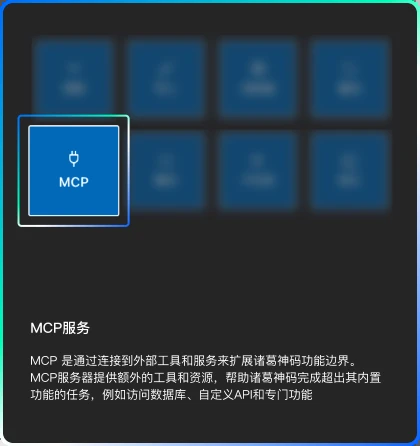 MCP
MCP服务
MCP 是通过连接到外部工具和服务来扩展诸葛神码功能边界。
MCP服务器提供额外的工具和资源，帮助诸葛神码完成超出其内置
功能的任务，例如访问数据库、自定义API和专门功能